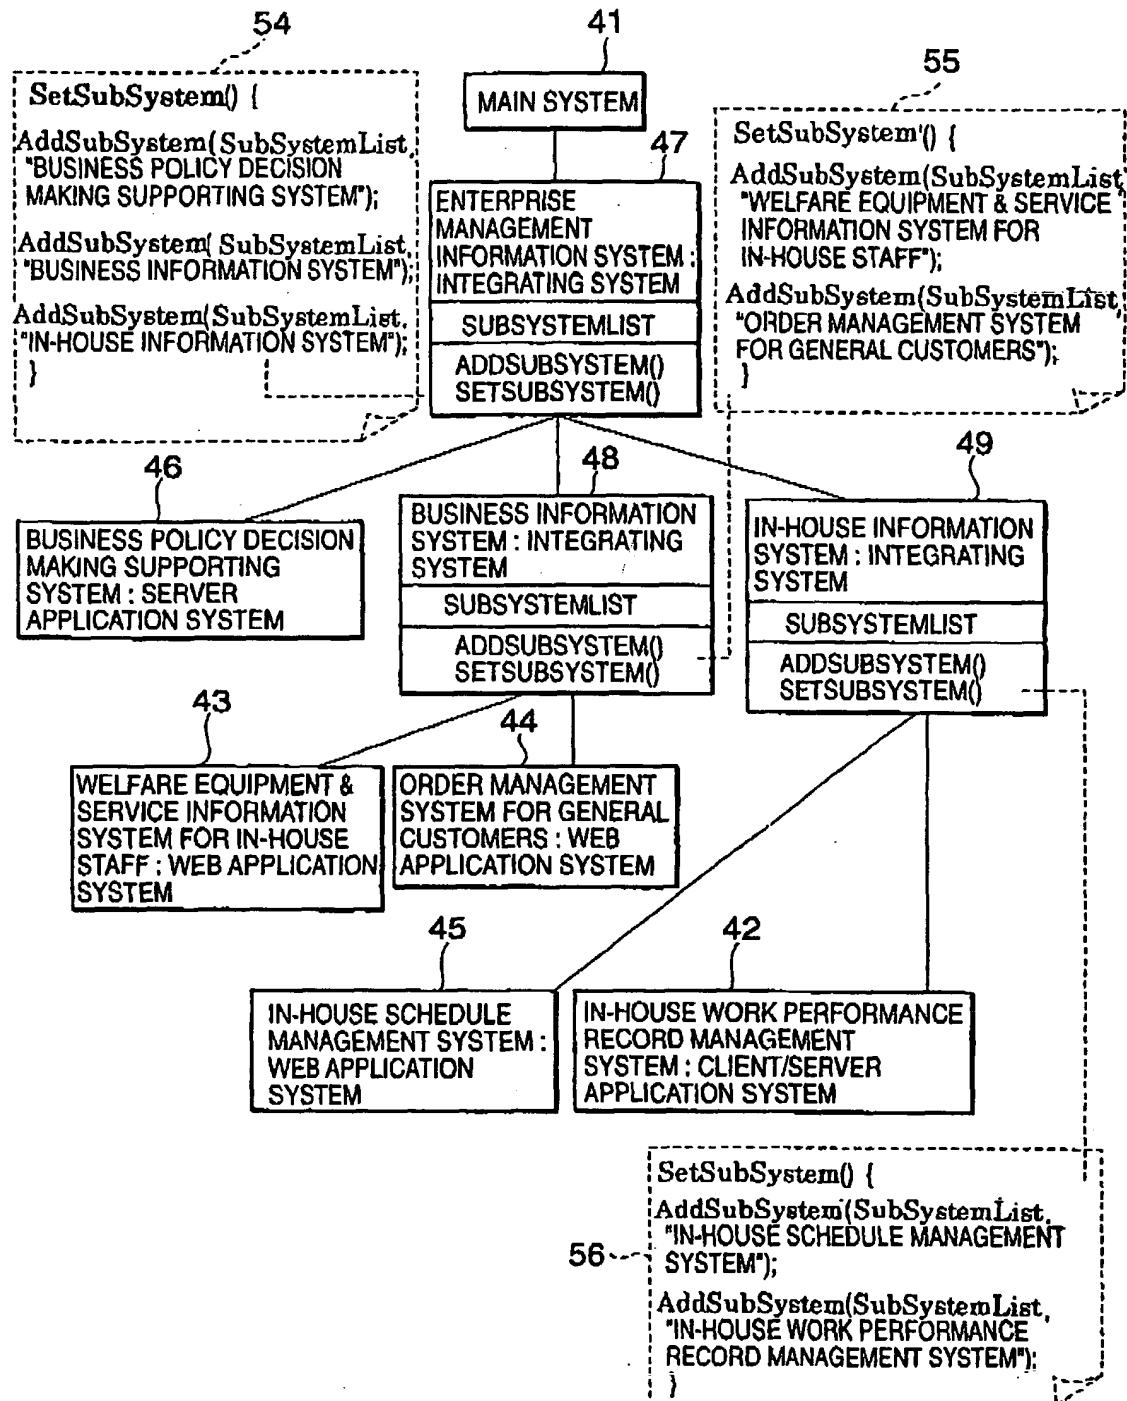 54
41
55
SetSubSystem() {
AddSubSystem(SubSystemList,
"BUSINESS POLICY DECISION
MAKING SUPPORTING SYSTEM");
AddSubSystem( SubSystemList,
"BUSINESS INFORMATION SYSTEM");
AddSubSystem(SubSystemList,
"IN-HOUSE INFORMATION SYSTEM");
}
MAIN SYSTEM
47
ENTERPRISE
MANAGEMENT
INFORMATION SYSTEM :
INTEGRATING SYSTEM
SUBSYSTEMLIST
ADDSUBSYSTEM()
SETSUBSYSTEM()
SetSubSystem'() {
AddSubSystem(SubSystemList,
"WELFARE EQUIPMENT & SERVICE
INFORMATION SYSTEM FOR
IN-HOUSE STAFF");
AddSubSystem(SubSystemList,
"ORDER MANAGEMENT SYSTEM
FOR GENERAL CUSTOMERS");
}
46
BUSINESS POLICY DECISION
MAKING SUPPORTING
SYSTEM : SERVER
APPLICATION SYSTEM
48
BUSINESS INFORMATION
SYSTEM : INTEGRATING
SYSTEM
SUBSYSTEMLIST
ADDSUBSYSTEM()
SETSUBSYSTEM()
49
IN-HOUSE INFORMATION
SYSTEM : INTEGRATING
SYSTEM
SUBSYSTEMLIST
ADDSUBSYSTEM()
SETSUBSYSTEM()
43
WELFARE EQUIPMENT &
SERVICE INFORMATION
SYSTEM FOR IN-HOUSE
STAFF : WEB APPLICATION
SYSTEM
44
ORDER MANAGEMENT
SYSTEM FOR GENERAL
CUSTOMERS : WEB
APPLICATION SYSTEM
45
IN-HOUSE SCHEDULE
MANAGEMENT SYSTEM :
WEB APPLICATION
SYSTEM
42
IN-HOUSE WORK PERFORMANCE
RECORD MANAGEMENT
SYSTEM : CLIENT/SERVER
APPLICATION SYSTEM
56
SetSubSystem() {
AddSubSystem(SubSystemList,
"IN-HOUSE SCHEDULE MANAGEMENT
SYSTEM");
AddSubSystem(SubSystemList,
"IN-HOUSE WORK PERFORMANCE
RECORD MANAGEMENT SYSTEM");
}